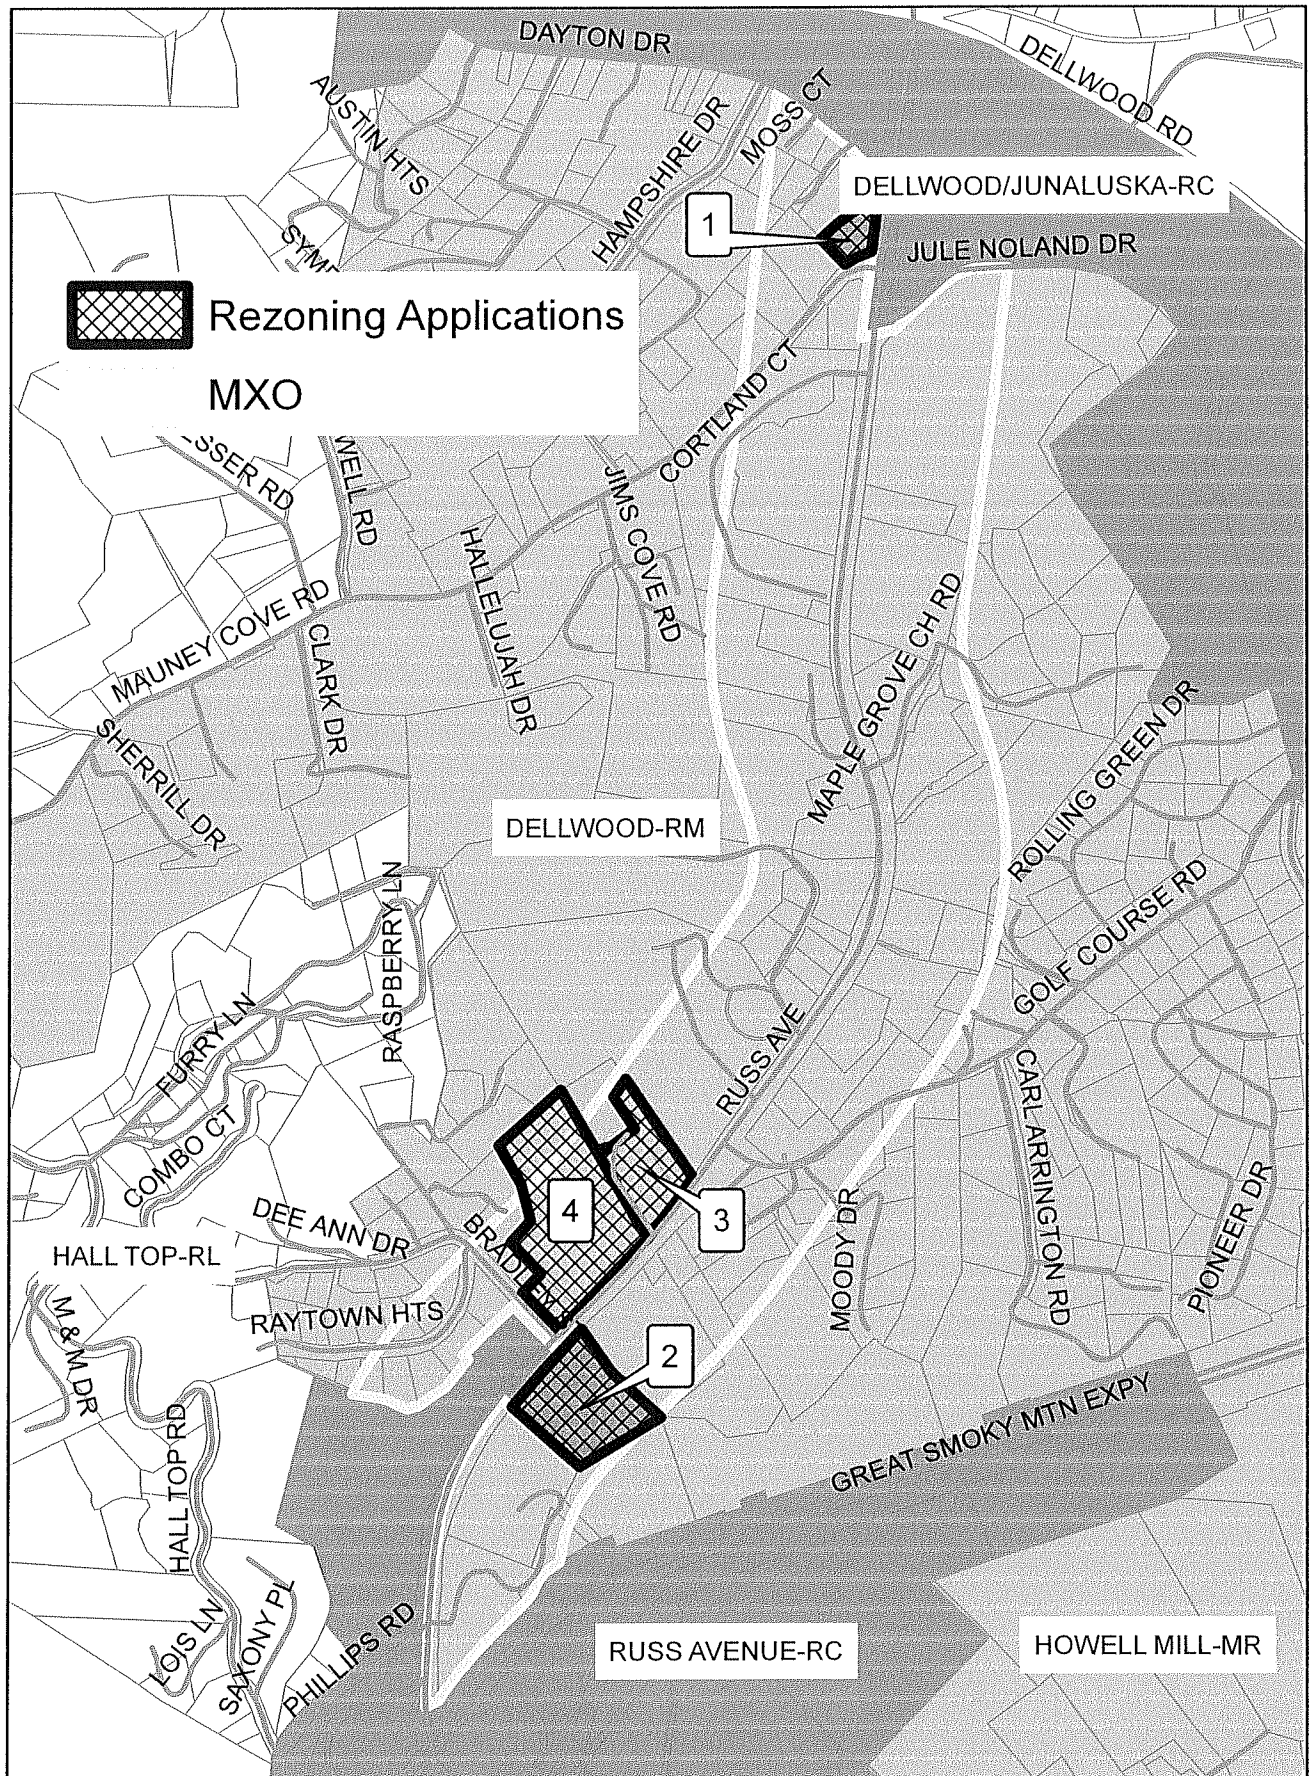 DAYTON DR
DELLWOOD RD
AUSTIN HTS
HAMPSHIRE DR
MOSS CT
DELLWOOD/JUNALUSKA-RC
1
JULE NOLAND DR
Rezoning Applications
MXO
CORTLAND CT
WELL RD
JIMS COVE RD
HALLELUJAH DR
MAUNEY COVE RD
CLARK DR
SHERRILL DR
MAPLE GROVE CH RD
ROLLING GREEN DR
DELLWOOD-RM
RASPBERRY LN
GOLF COURSE RD
FURRY LN
RUSS AVE
COMBO CT
CARL ARRINGTON RD
4
3
DEE ANN DR
MOODY DR
PIONEER DR
HALL TOP-RL
RAYTOWN HTS
M & M DR
2
HALL TOP RD
GREAT SMOKY MTN EXPY
LOIS LN
SAXONY PL
PHILLIPS RD
RUSS AVENUE-RC
HOWELL MILL-MR